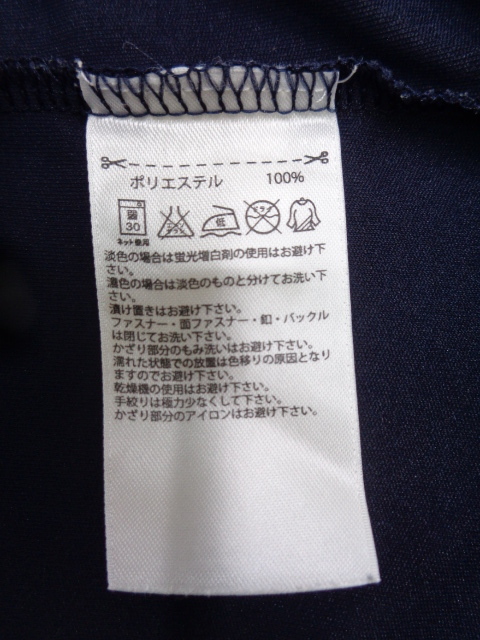 ポリエステル 100%
30
低
ネット使用
淡色の場合は蛍光増白剤の使用はお避け下
さい。
濃色の場合は淡色のものと分けてお洗い下
さい。
漬け置きはお避け下さい。
ファスナー・面ファスナー・釦・バックル
は閉じてお洗い下さい。
かざり部分のもみ洗いはお避け下さい。
濡れた状態での放置は色移りの原因となり
ますのでお避け下さい。
乾燥機の使用はお避け下さい。
手絞りは極力少なくして下さい。
かざり部分のアイロンはお避け下さい。